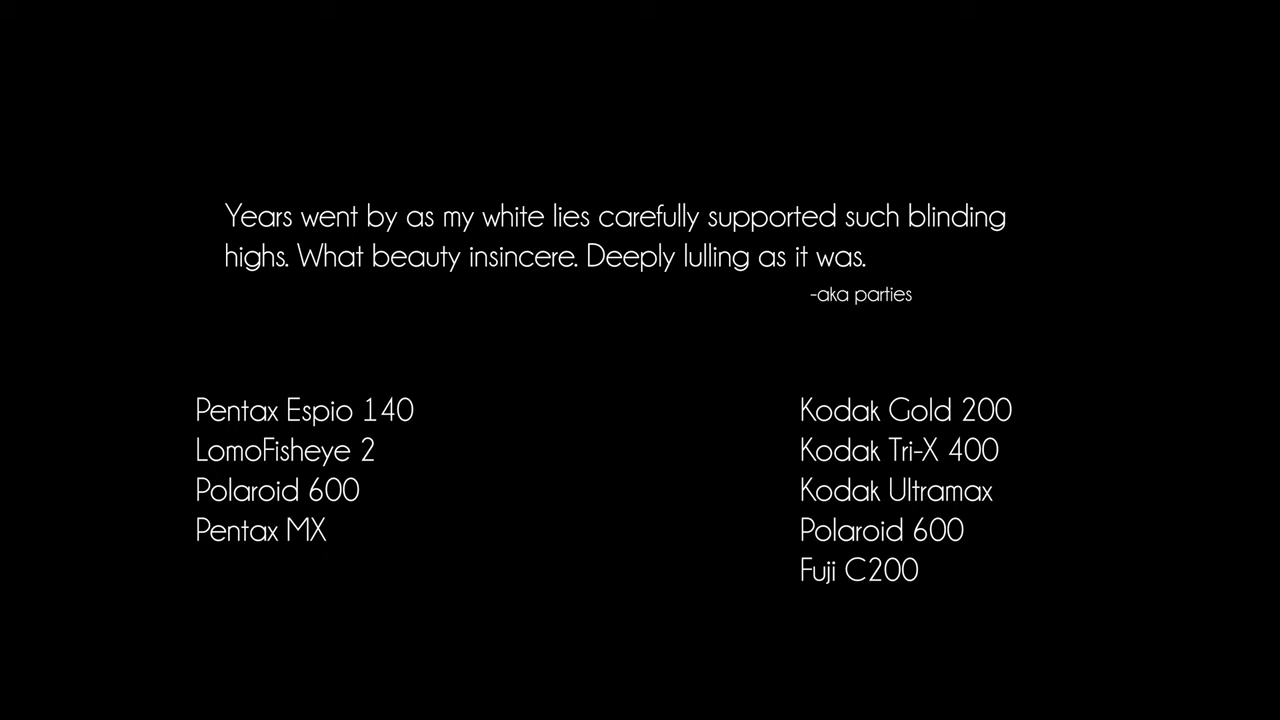 Years went by as my white lies carefully supported such blinding
highs. What beauty insincere. Deeply lulling as it was.
-aka parties
Pentax Espio 140
LomoFisheye 2
Polaroid 600
Pentax MX
Kodak Gold 200
Kodak Tri-X 400
Kodak Ultramax
Polaroid 600
Fuji C200